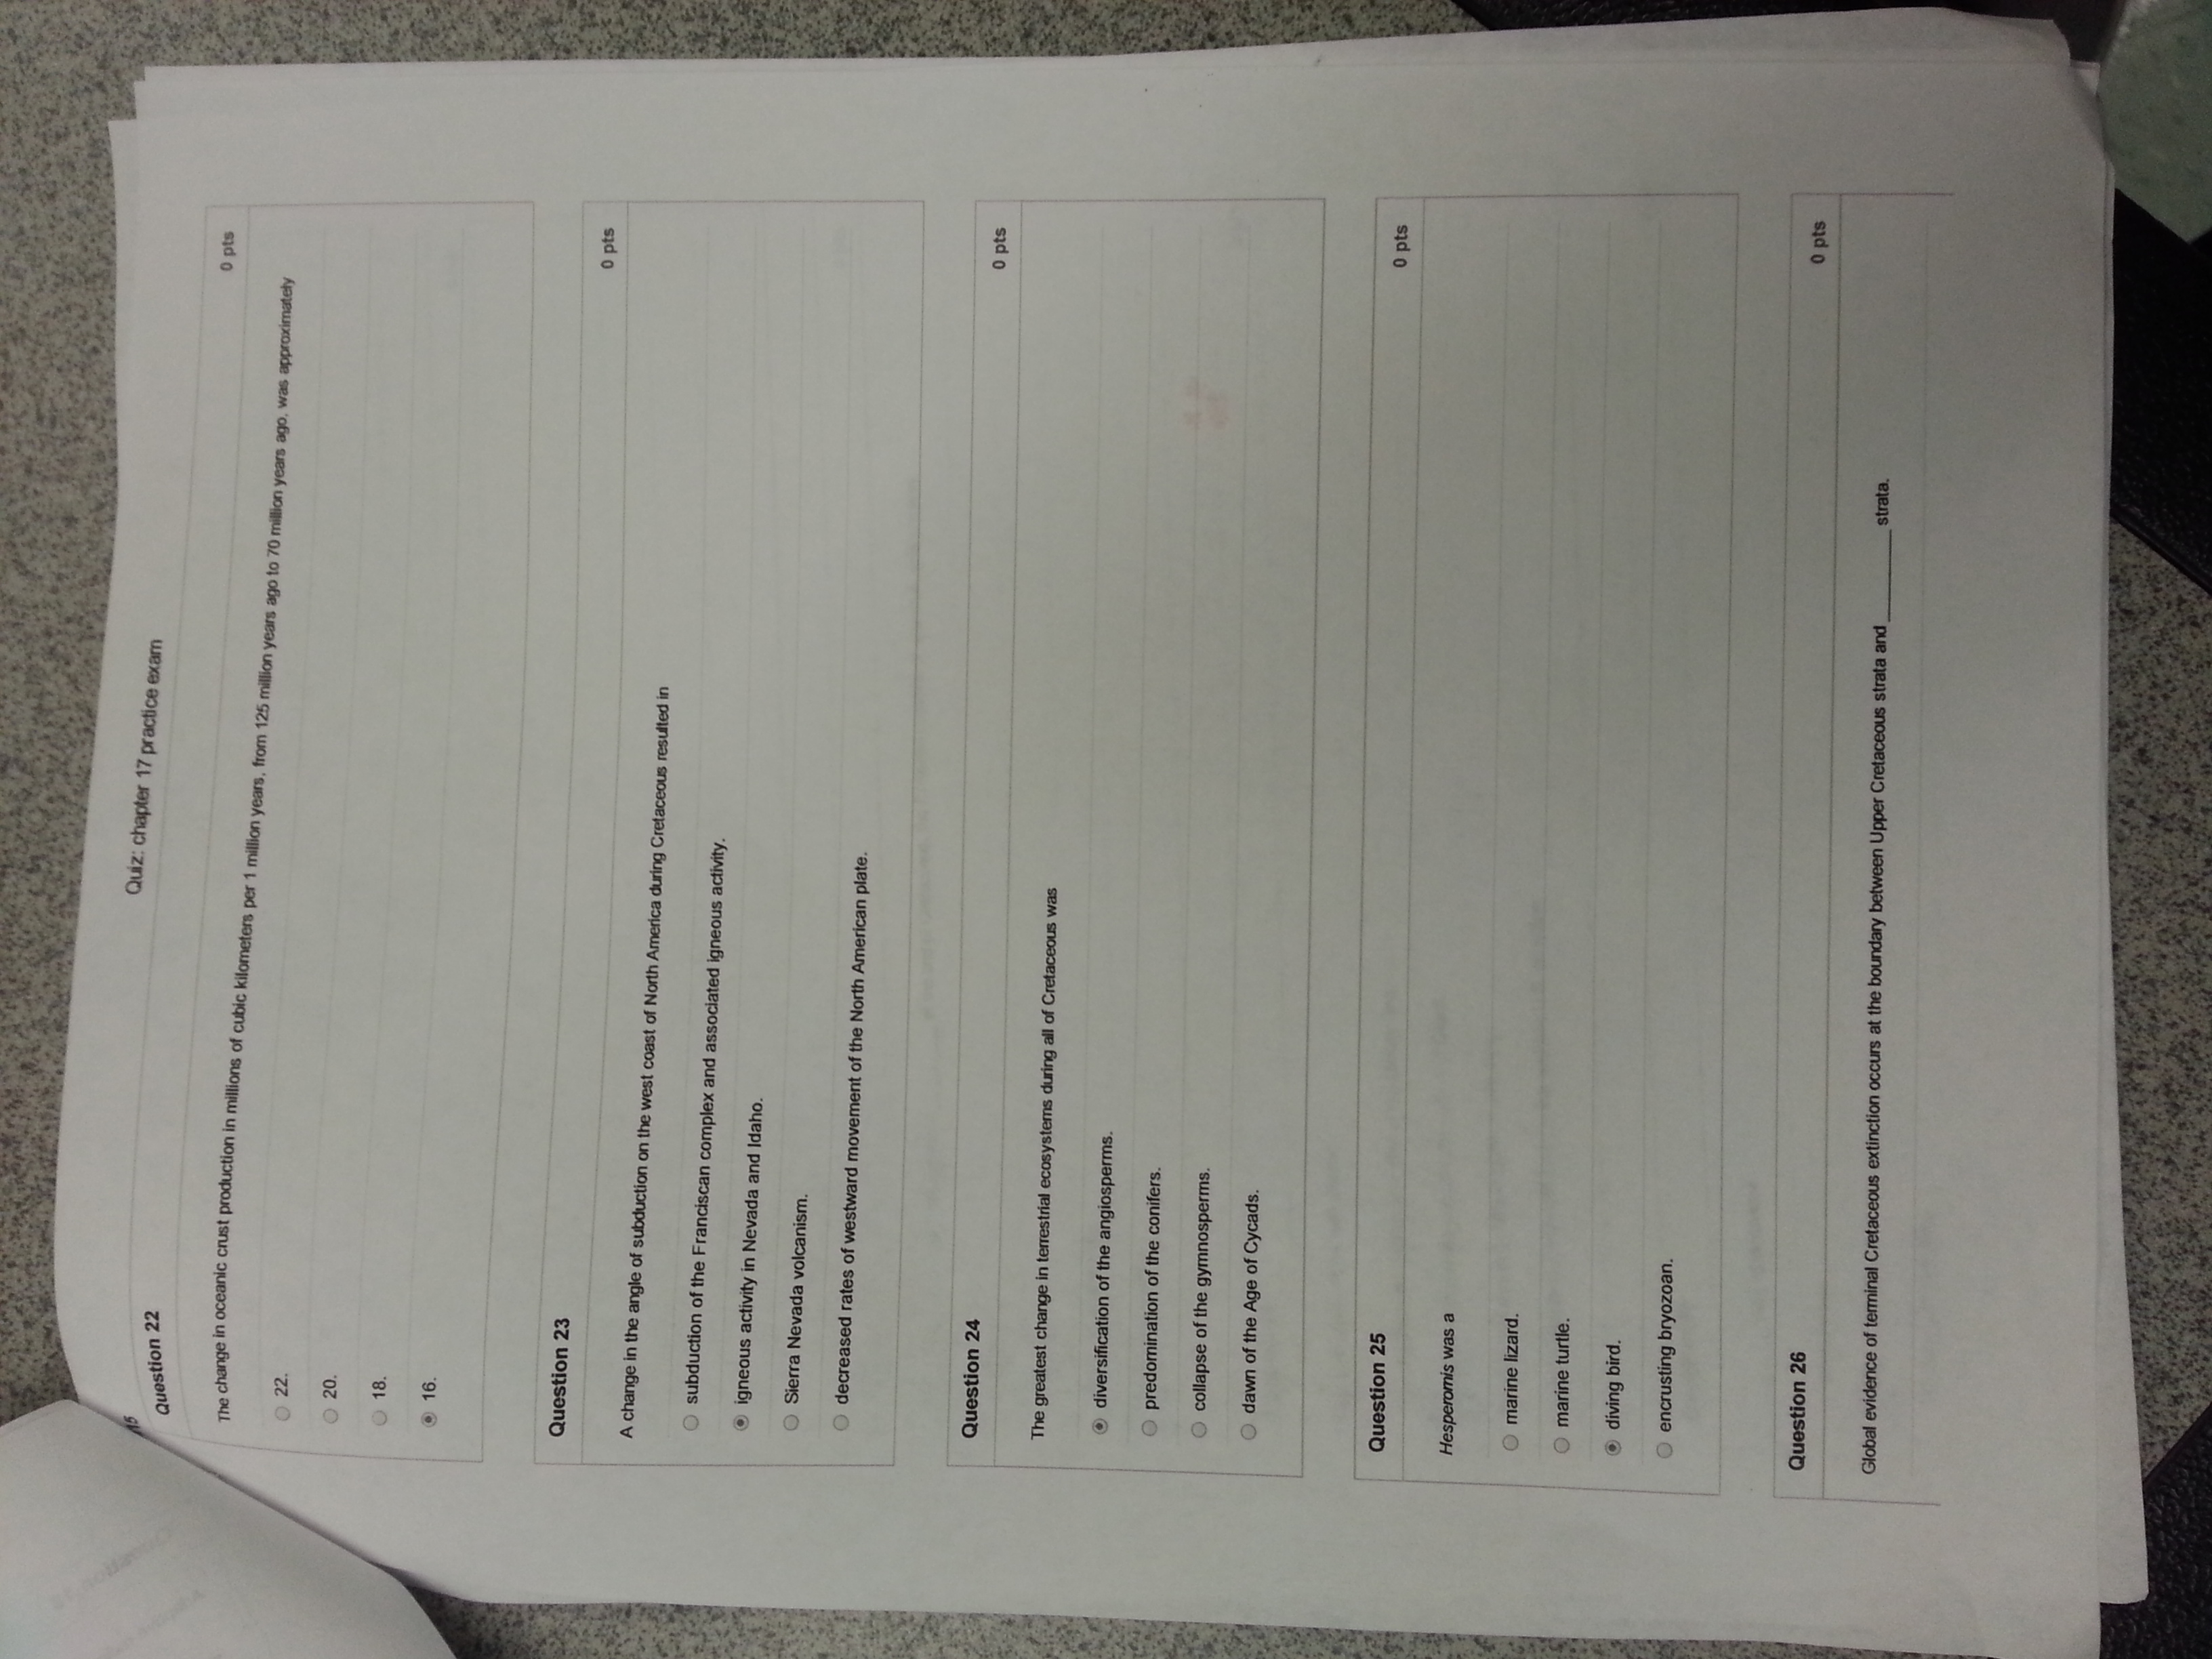 15
Quiz: chapter 17 practice exam
Question 22
0 pts
The change in oceanic crust production in millions of cubic kilometers per 1 million years, from 125 million years ago to 70 million years ago, was approximately
22.
20.
18.
16.
Question 23
0 pts
A change in the angle of subduction on the west coast of North America during Cretaceous resulted in
subduction of the Franciscan complex and associated igneous activity.
igneous activity in Nevada and Idaho.
Sierra Nevada volcanism.
decreased rates of westward movement of the North American plate.
Question 24
0 pts
The greatest change in terrestrial ecosystems during all of Cretaceous was
diversification of the angiosperms.
predomination of the conifers.
collapse of the gymnosperms.
dawn of the Age of Cycads.
Question 25
0 pts
Hesperornis was a
marine lizard.
marine turtle.
diving bird.
encrusting bryozoan.
Question 26
0 pts
Global evidence of terminal Cretaceous extinction occurs at the boundary between Upper Cretaceous strata and __________ strata.